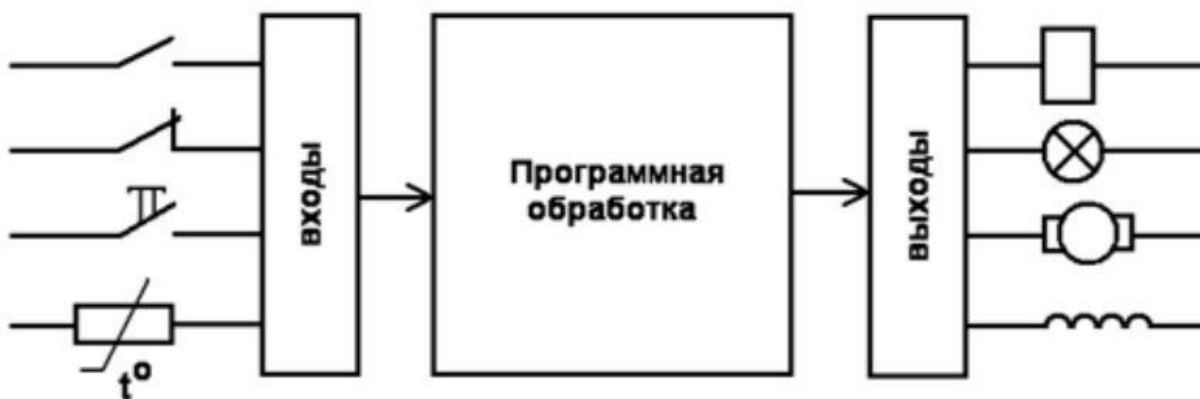 входы
Программная
обработка
выходы
t°